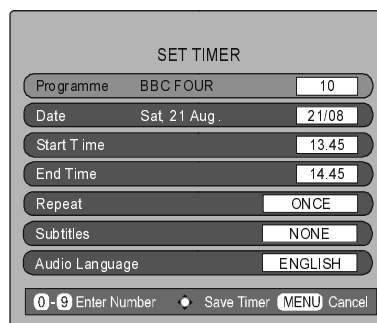 SET TIMER
Programme BBC FOUR 10
Date Sat, 21 Aug. 21/08
Start Time 13.45
End Time 14.45
Repeat ONCE
Subtitles NONE
Audio Language ENGLISH
0-9 Enter Number Save Timer MENU Cancel